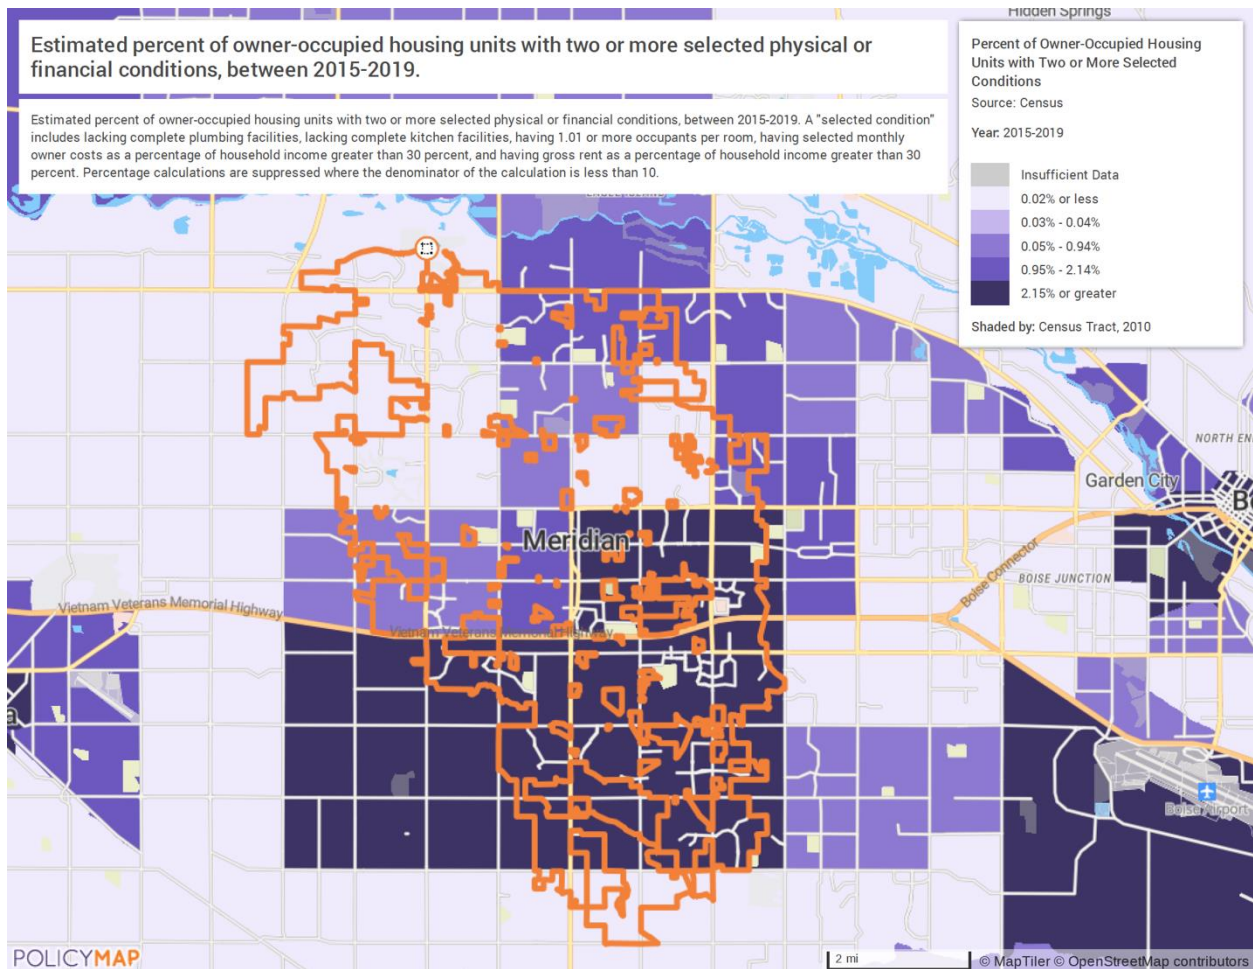 Hidden Springs
Estimated percent of owner-occupied housing units with two or more selected physical or
financial conditions, between 2015-2019.
Estimated percent of owner-occupied housing units with two or more selected physical or financial conditions, between 2015-2019. A "selected condition"
includes lacking complete plumbing facilities, lacking complete kitchen facilities, having 1.01 or more occupants per room, having selected monthly
owner costs as a percentage of household income greater than 30 percent, and having gross rent as a percentage of household income greater than 30
percent. Percentage calculations are suppressed where the denominator of the calculation is less than 10.
Percent of Owner-Occupied Housing
Units with Two or More Selected
Conditions
Source: Census
Year: 2015-2019
Insufficient Data
0.02% or less
0.03% - 0.04%
0.05% - 0.94%
0.95% - 2.14%
2.15% or greater
Shaded by: Census Tract, 2010
NORTH EN
Garden City
B
Meridian
Boise Connector
BOISE JUNCTION
Vietnam Veterans Memorial Highway
Vietnam Veterans Memorial Highway
a
Boise Airport
POLICYMAP
2 mi
© MapTiler © OpenStreetMap contributors